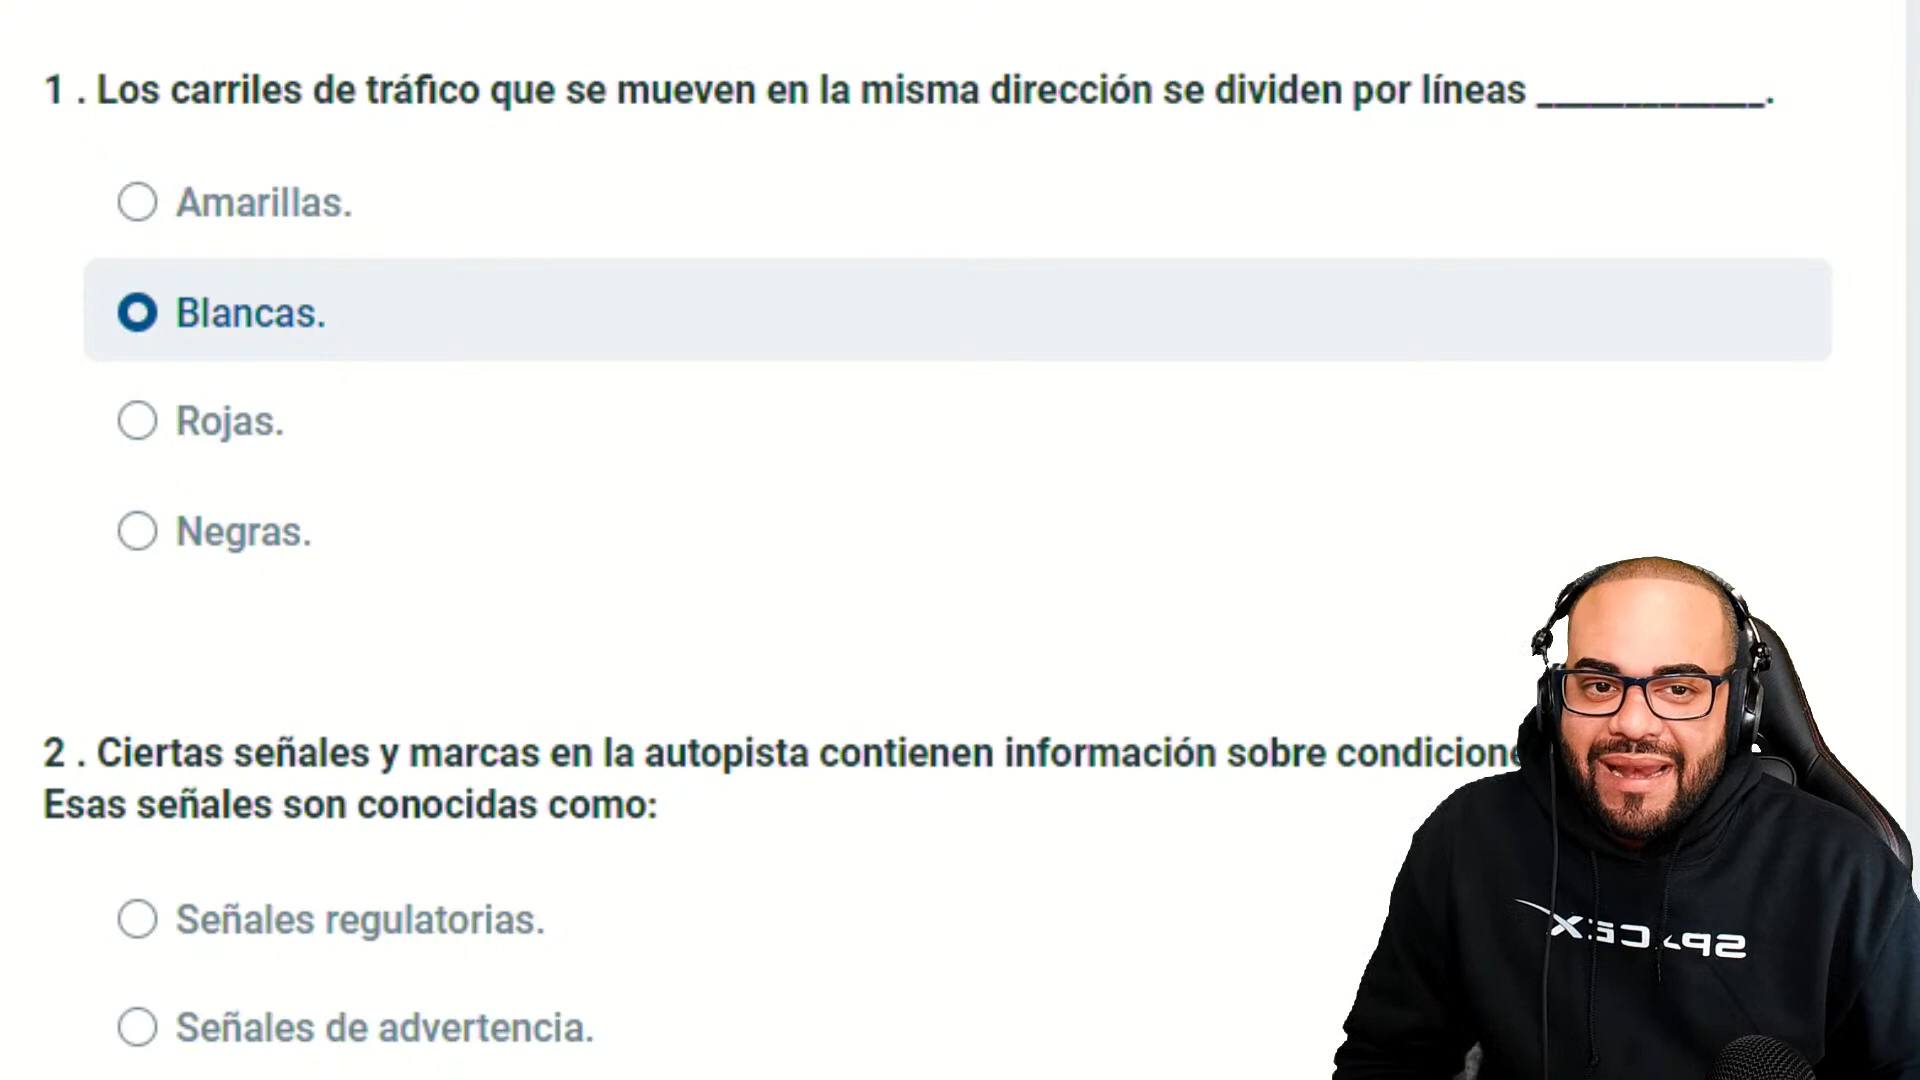 1 . Los carriles de tráfico que se mueven en la misma dirección se dividen por líneas ___________.
Amarillas.
Blancas.
Rojas.
Negras.
2 . Ciertas señales y marcas en la autopista contienen información sobre
Esas señales son conocidas como:
Señales regulatorias.
Señales de advertencia.